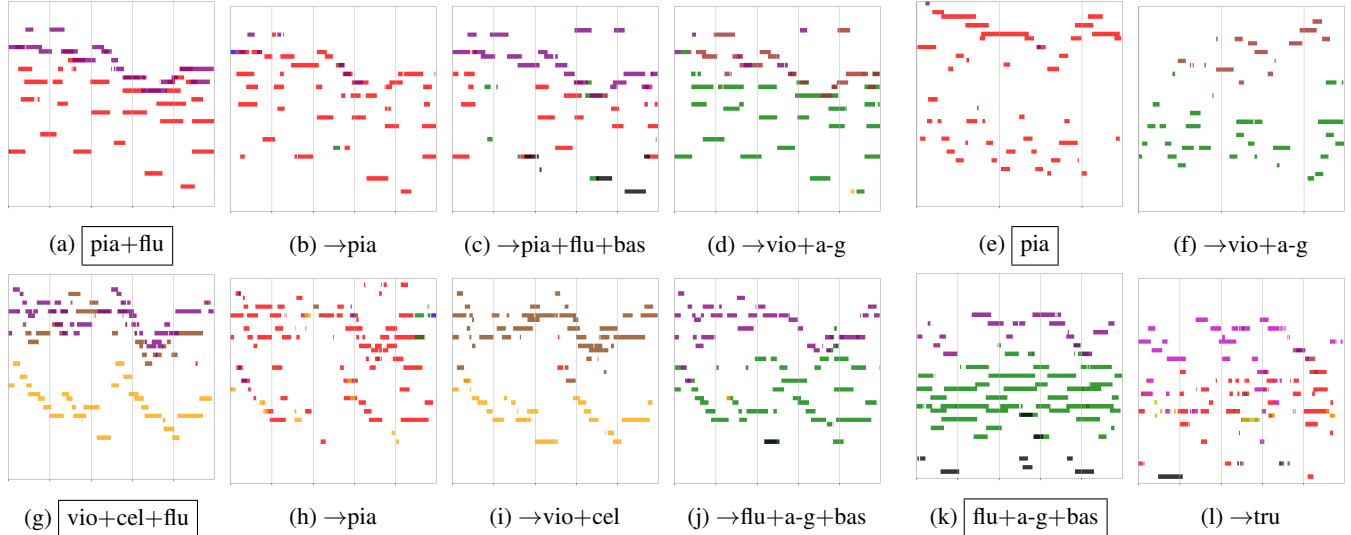 (a) pia+flu
(b) →pia
(c) →pia+flu+bas
(d) →vio+a-g
(e) pia
(f) →vio+a-g
(g) vio+cel+flu
(h) →pia
(i) →vio+cel
(j) →flu+a-g+bas
(k) flu+a-g+bas
(l) →tru